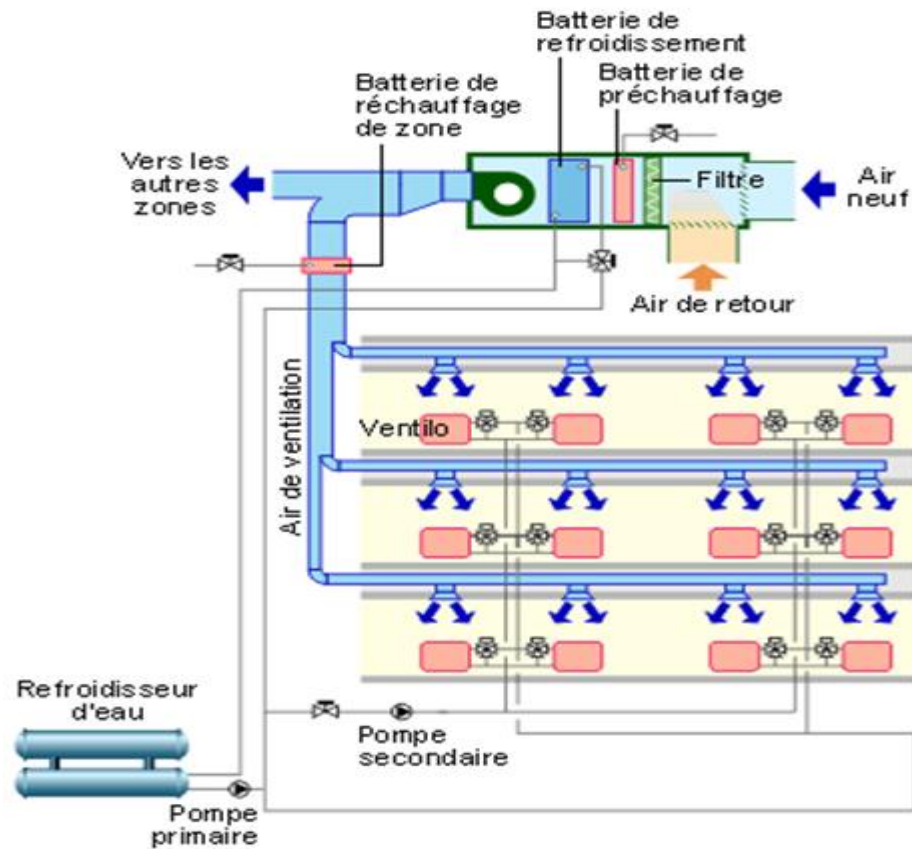 Batterie de
refroidissement
Batterie de
préchauffage
Batterie de
réchauffage
de zone
Vers les
autres
zones
Filtre
Air
neuf
Air de retour
Air de ventilation
Ventilo
Refroidisseur
d'eau
Pompe
secondaire
Pompe
primaire